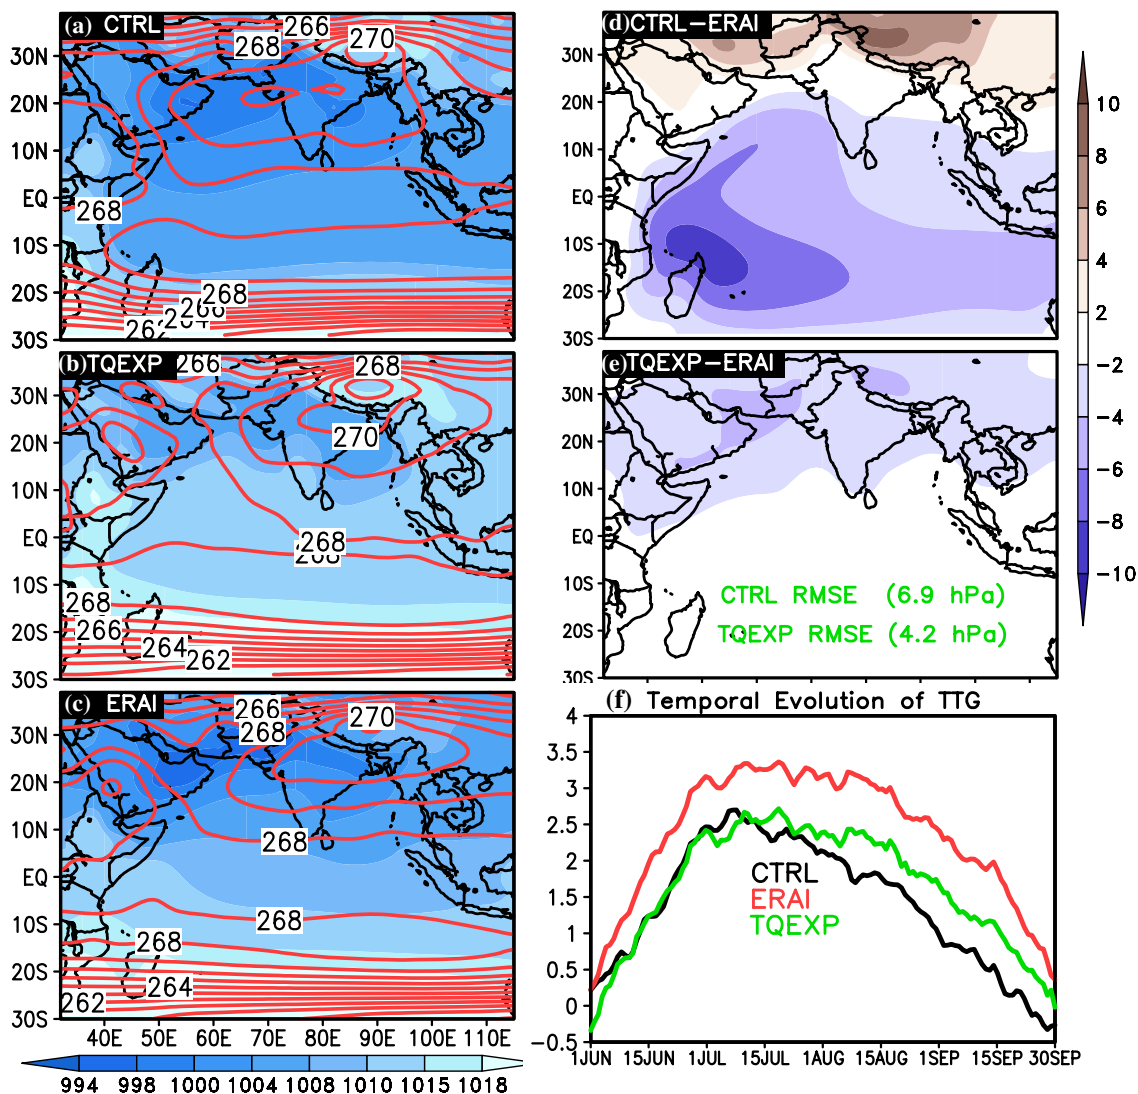 (a) CTRL
266
268
270
268
268
266
264
262
30N
20N
10N
EQ
10S
20S
30S
(b) TQEXP
266
268
270
268
268
268
266
264
262
30N
20N
10N
EQ
10S
20S
30S
(c) ERAI
266
270
268
268
268
268
264
262
30N
20N
10N
EQ
10S
20S
30S
40E 50E 60E 70E 80E 90E 100E 110E
994 998 1000 1004 1008 1010 1015 1018
(d) CTRL-ERAI
30N
20N
10N
EQ
10S
20S
30S
(e) TQEXP-ERAI
30N
20N
10N
EQ
10S
20S
30S
CTRL RMSE (6.9 hPa)
TQEXP RMSE (4.2 hPa)
10
8
6
4
2
-2
-4
-6
-8
-10
(f) Temporal Evolution of TTG
4
3.5
3
2.5
2
1.5
1
0.5
0
-0.5
CTRL
ERAI
TQEXP
1JUN 15JUN 1JUL 15JUL 1AUG 15AUG 1SEP 15SEP 30SEP